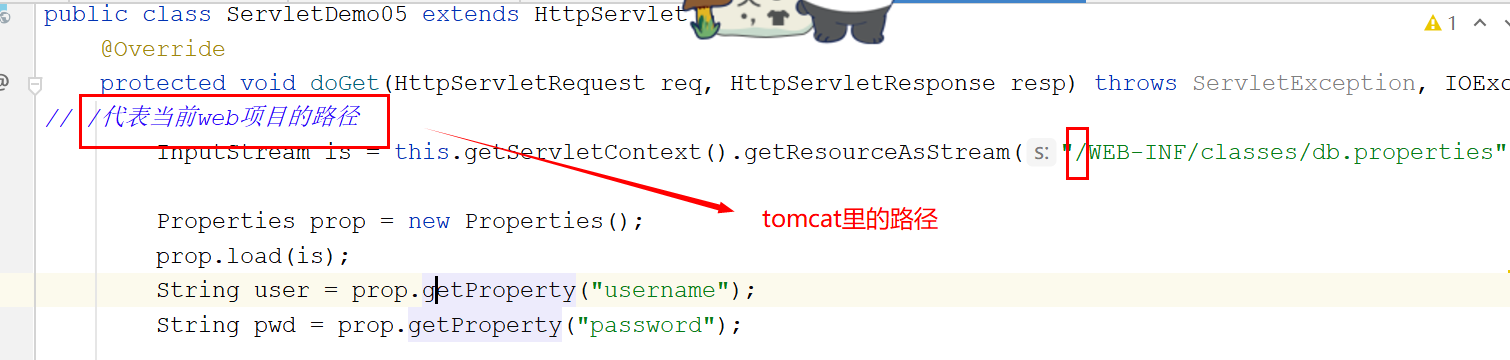 public class ServletDemo05 extends HttpServlet
1
@Override
protected void doGet(HttpServletRequest req, HttpServletResponse resp) throws ServletException, IOExc
// /代表当前web项目的路径
InputStream is = this.getServletContext().getResourceAsStream( s: "/WEB-INF/classes/db.properties"
tomcat里的路径
Properties prop = new Properties();
prop.load(is);
String user = prop.getProperty("username");
String pwd = prop.getProperty("password");